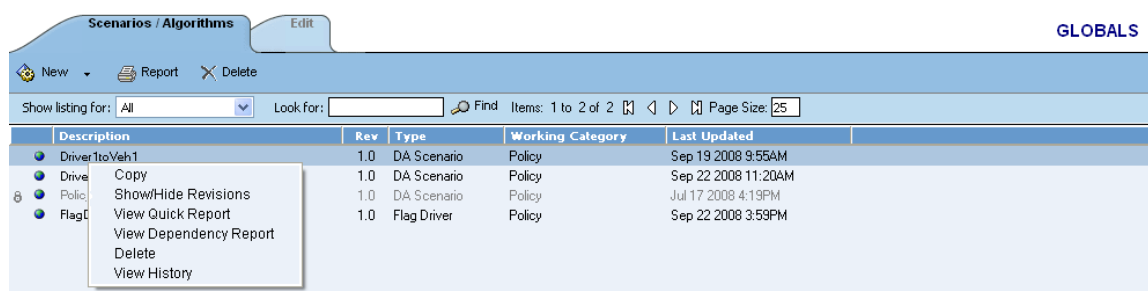 Scenarios / Algorithms Edit
GLOBALS
New Report Delete
Show listing for: All Look for: Find Items: 1 to 2 of 2 Page Size: 25
Description Rev Type Working Category Last Updated
Driver1toVeh1 1.0 DA Scenario Policy Sep 19 2008 9:55AM
Drive 1.0 DA Scenario Policy Sep 22 2008 11:20AM
Polic 1.0 DA Scenario Policy Jul 17 2008 4:19PM
FlagD 1.0 Flag Driver Policy Sep 22 2008 3:59PM
Copy
Show/Hide Revisions
View Quick Report
View Dependency Report
Delete
View History